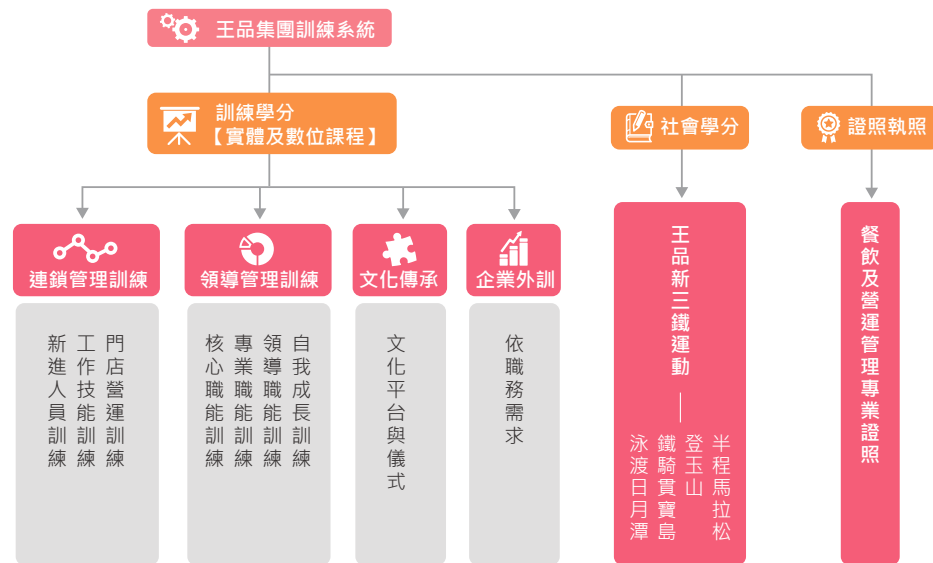 王品集團訓練系統
訓練學分
【實體及數位課程】
社會學分
證照執照
連鎖管理訓練
領導管理訓練
文化傳承
企業外訓
新進人員訓練
工作技能訓練
門店營運訓練
核心職能訓練
專業職能訓練
領導職能訓練
自我成長訓練
文化平台與儀式
依職務需求
王品新三鐵運動
泳渡日月潭
鐵騎貫寶島
登玉山
半程馬拉松
餐飲及營運管理專業證照